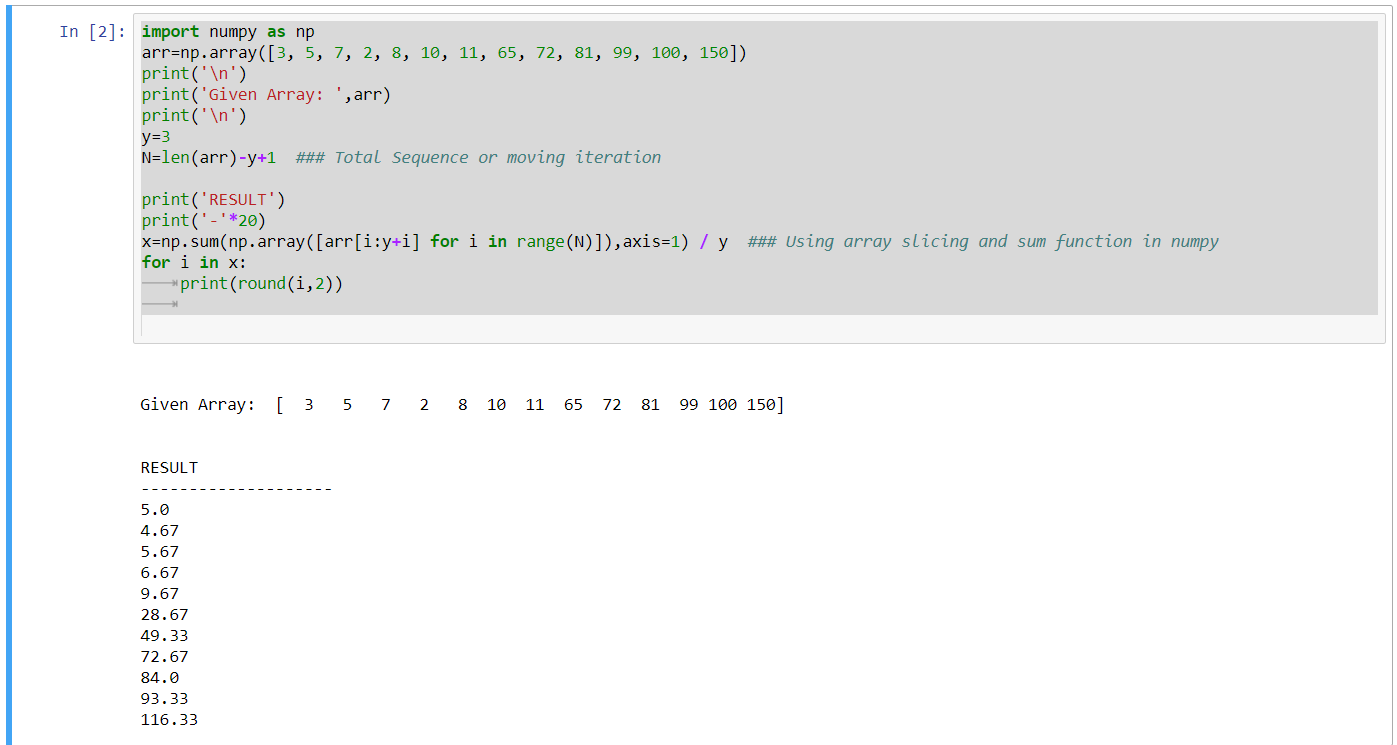 In [2]:
import numpy as np
arr=np.array([3, 5, 7, 2, 8, 10, 11, 65, 72, 81, 99, 100, 150])
print('\n')
print('Given Array: ',arr)
print('\n')
y=3
N=len(arr)-y+1  ### Total Sequence or moving iteration
print('RESULT')
print('-'*20)
x=np.sum(np.array([arr[i:y+i] for i in range(N)]),axis=1) / y  ### Using array slicing and sum function in numpy
for i in x:
    print(round(i,2))
Given Array:  [  3   5   7   2   8  10  11  65  72  81  99 100 150]
RESULT
--------------------
5.0
4.67
5.67
6.67
9.67
28.67
49.33
72.67
84.0
93.33
116.33